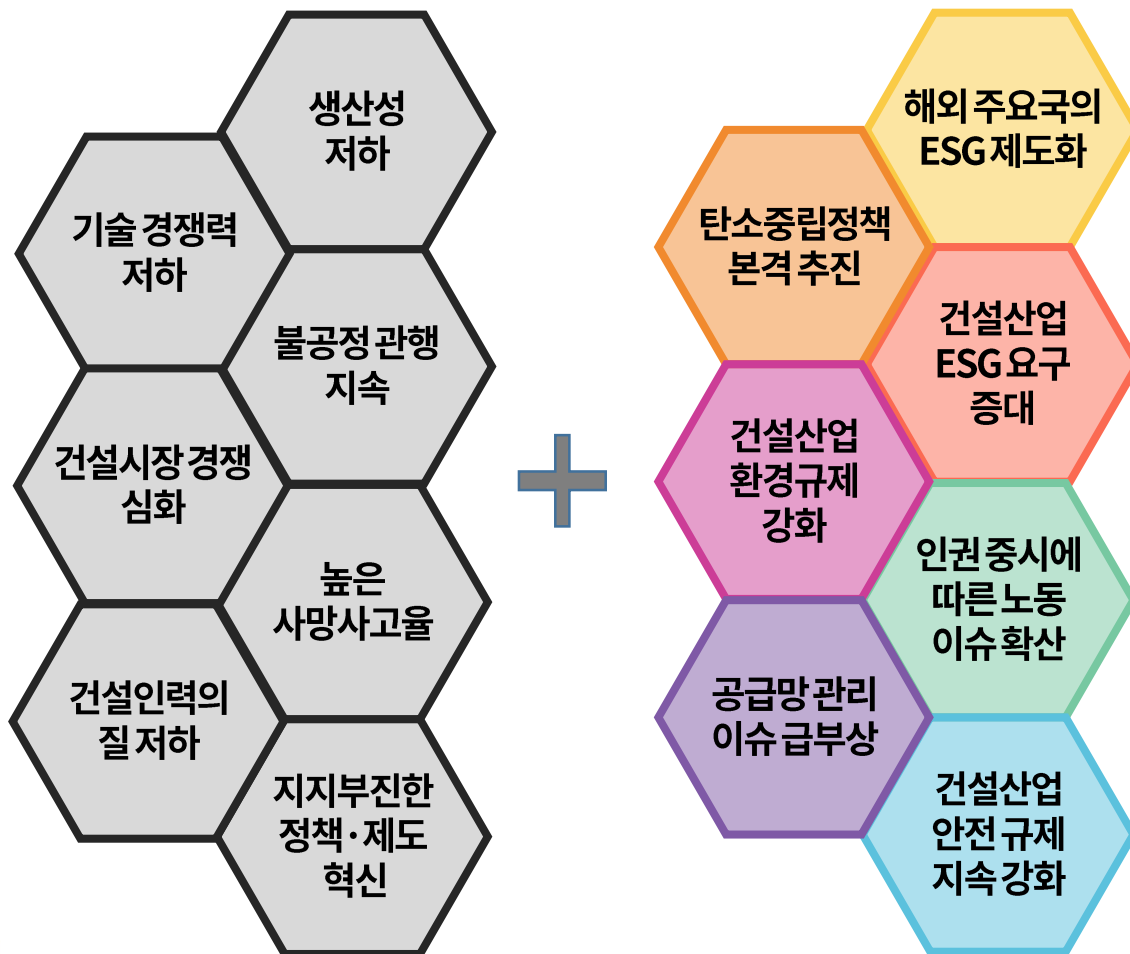 생산성
저하
기술 경쟁력
저하
불공정 관행
지속
건설시장 경쟁
심화
높은
사망사고율
건설인력의
질 저하
지지부진한
정책·제도
혁신
해외 주요국의
ESG 제도화
탄소중립정책
본격 추진
건설산업
ESG 요구
증대
건설산업
환경규제
강화
인권 중시에
따른 노동
이슈 확산
공급망 관리
이슈 급부상
건설산업
안전 규제
지속 강화